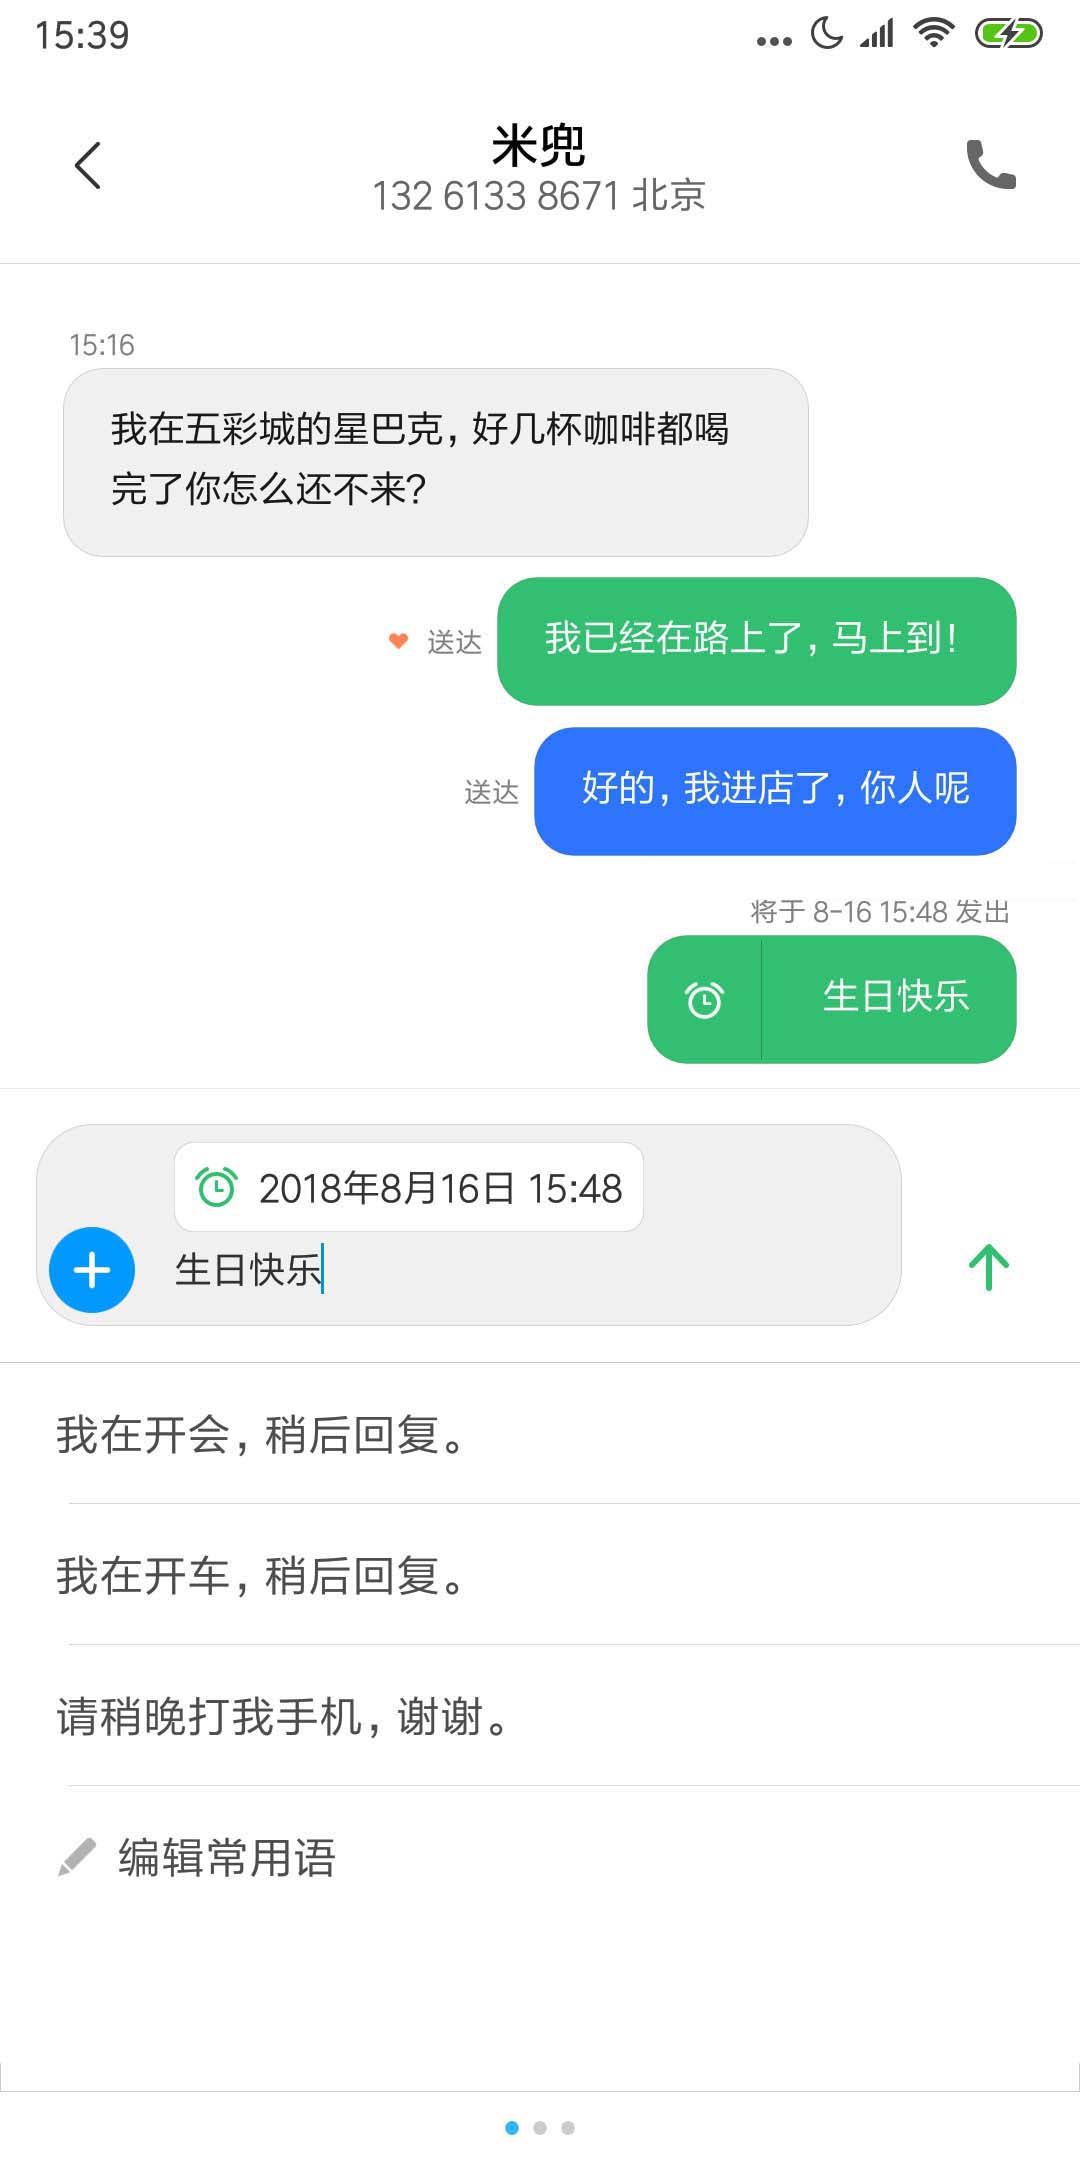 15:39
米兜
132 6133 8671 北京
15:16
我在五彩城的星巴克，好几杯咖啡都喝
完了你怎么还不来？
送达
我已经在路上了，马上到！
送达
好的，我进店了，你人呢
将于 8-16 15:48 发出
生日快乐
2018年8月16日 15:48
生日快乐
我在开会，稍后回复。
我在开车，稍后回复。
请稍晚打我手机，谢谢。
编辑常用语